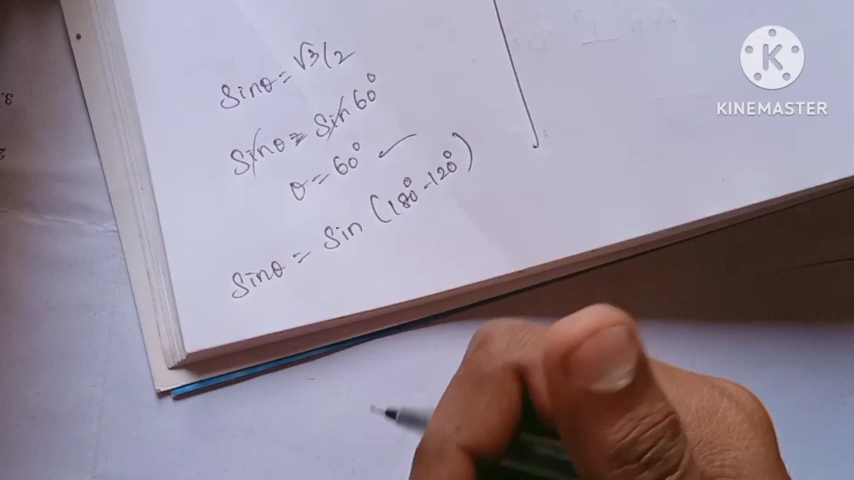 sinθ = √3/2
sinθ = sin 60°
θ = 60°
sinθ = sin (180° - 120°)
KINEMASTER